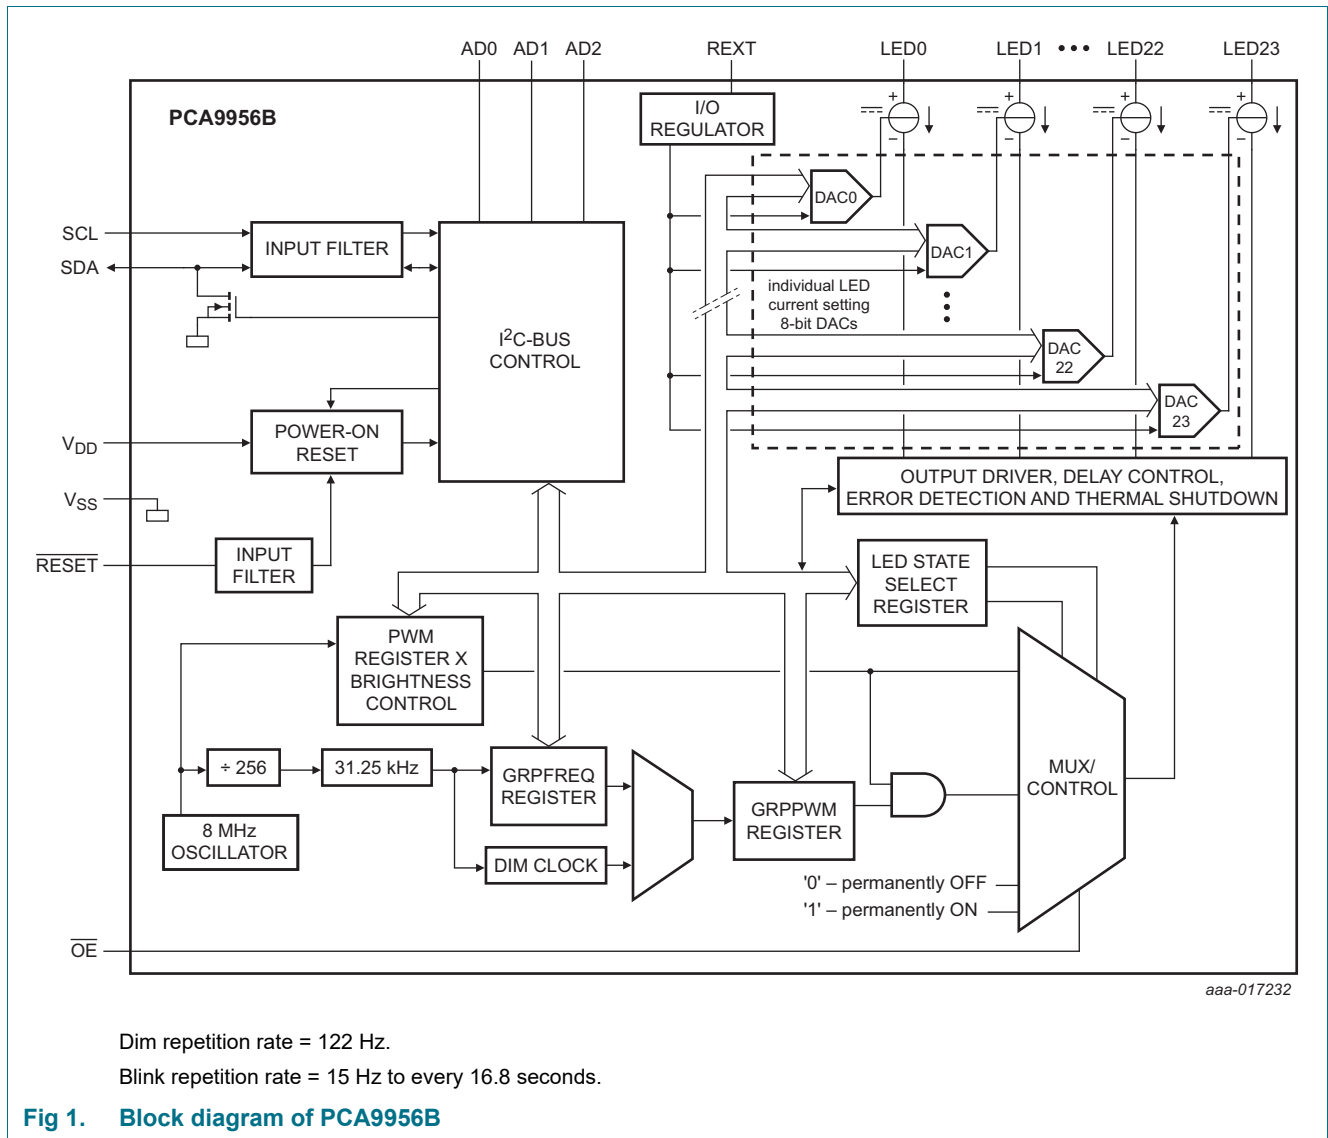 AD0 AD1 AD2 REXT LED0 LED1 ••• LED22 LED23
PCA9956B
I/O
REGULATOR
+ + + +
− − − −
DAC0
SCL
INPUT FILTER
DAC1
SDA
individual LED
current setting
8-bit DACs
I²C-BUS
CONTROL
DAC
22
DAC
23
POWER-ON
RESET
VDD
OUTPUT DRIVER, DELAY CONTROL,
ERROR DETECTION AND THERMAL SHUTDOWN
VSS
INPUT
FILTER
RESET
LED STATE
SELECT
REGISTER
PWM
REGISTER X
BRIGHTNESS
CONTROL
÷ 256
31.25 kHz
GRPFREQ
REGISTER
MUX/
CONTROL
GRPPWM
REGISTER
8 MHz
OSCILLATOR
DIM CLOCK
'0' – permanently OFF
'1' – permanently ON
OE
aaa-017232
Dim repetition rate = 122 Hz.
Blink repetition rate = 15 Hz to every 16.8 seconds.
Fig 1. Block diagram of PCA9956B